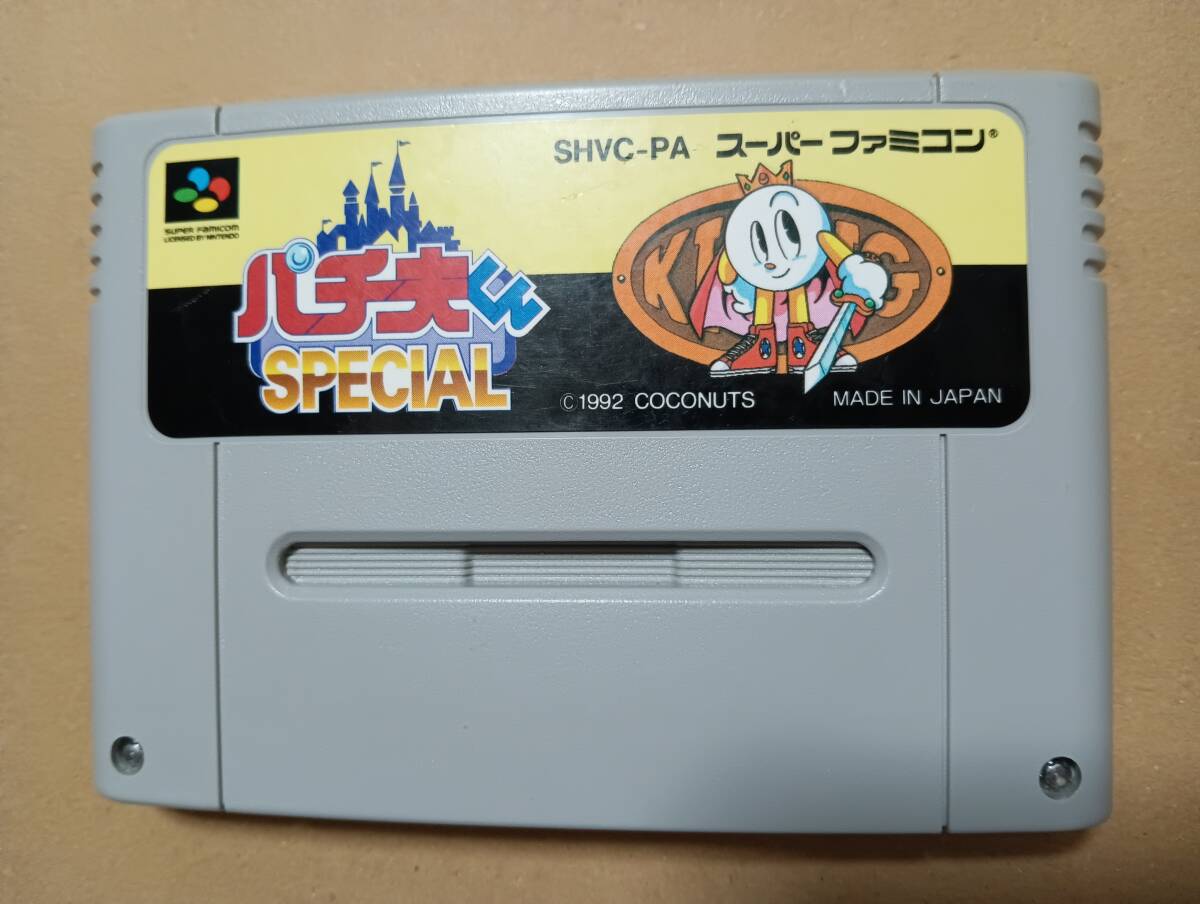 SHVC-PA スーパーファミコン®
SUPER FAMICOM
LICENSED BY NINTENDO
パチ夫くん
SPECIAL
KING
©1992 COCONUTS
MADE IN JAPAN